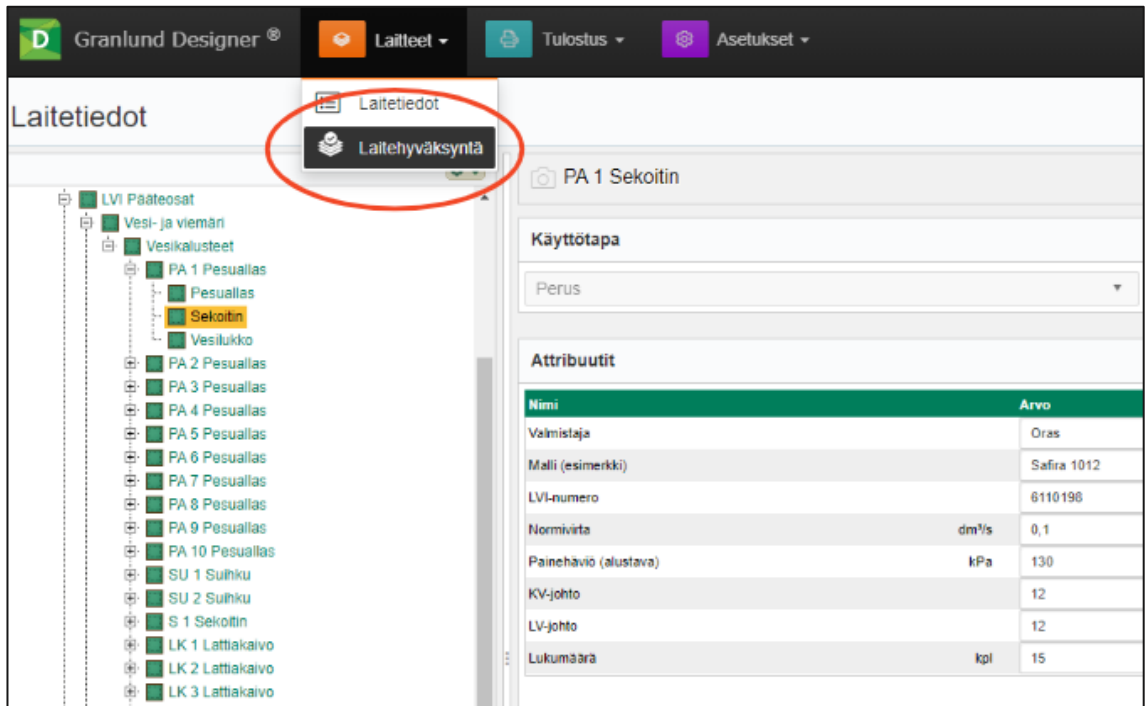 D Granlund Designer ® Laitteet Tulostus Asetukset
Laitetiedot
Laitehyväksyntä
Laitetiedot
LVI Pääteosat
Vesi- ja viemäri
Vesikalusteet
PA 1 Pesuallas
Pesuallas
Sekoitin
Vesilukko
PA 2 Pesuallas
PA 3 Pesuallas
PA 4 Pesuallas
PA 5 Pesuallas
PA 6 Pesuallas
PA 7 Pesuallas
PA 8 Pesuallas
PA 9 Pesuallas
PA 10 Pesuallas
SU 1 Suihku
SU 2 Suihku
S 1 Sekoitin
LK 1 Lattiakaivo
LK 2 Lattiakaivo
LK 3 Lattiakaivo
PA 1 Sekoitin
Käyttötapa
Perus
Attribuutit
Nimi Arvo
Valmistaja Oras
Malli (esimerkki) Safira 1012
LVI-numero 6110198
Normivirta dm³/s 0,1
Painehäviö (alustava) kPa 130
KV-johto 12
LV-johto 12
Lukumäärä kpl 15